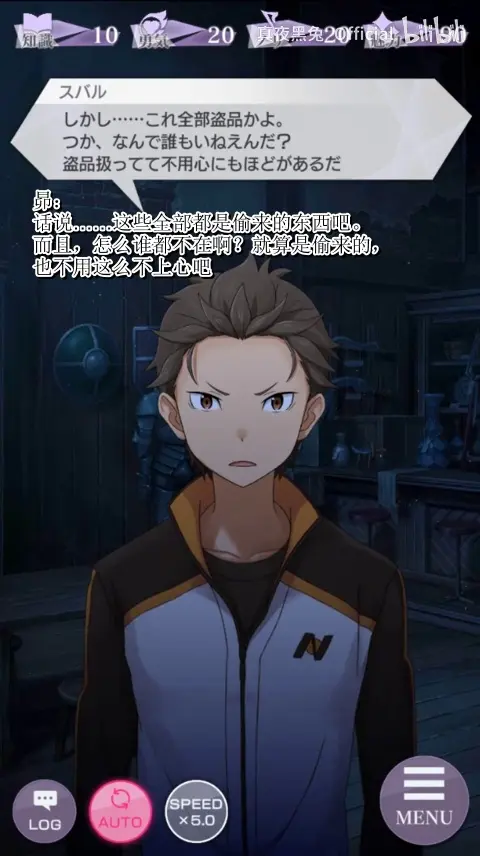 真夜黑兔_Official
bilibili
知識 10
勇気 20
20
90
スバル
しかし……これ全部盗品かよ。
つか、なんで誰もいねえんだ?
盗品扱ってて不用心にもほどがあるだ
昴:
话说......这些全部都是偷来的东西吧。
而且，怎么谁都不在啊？就算是偷来的，
也不用这么不上心吧
N
LOG
AUTO
SPEED
×5.0
MENU